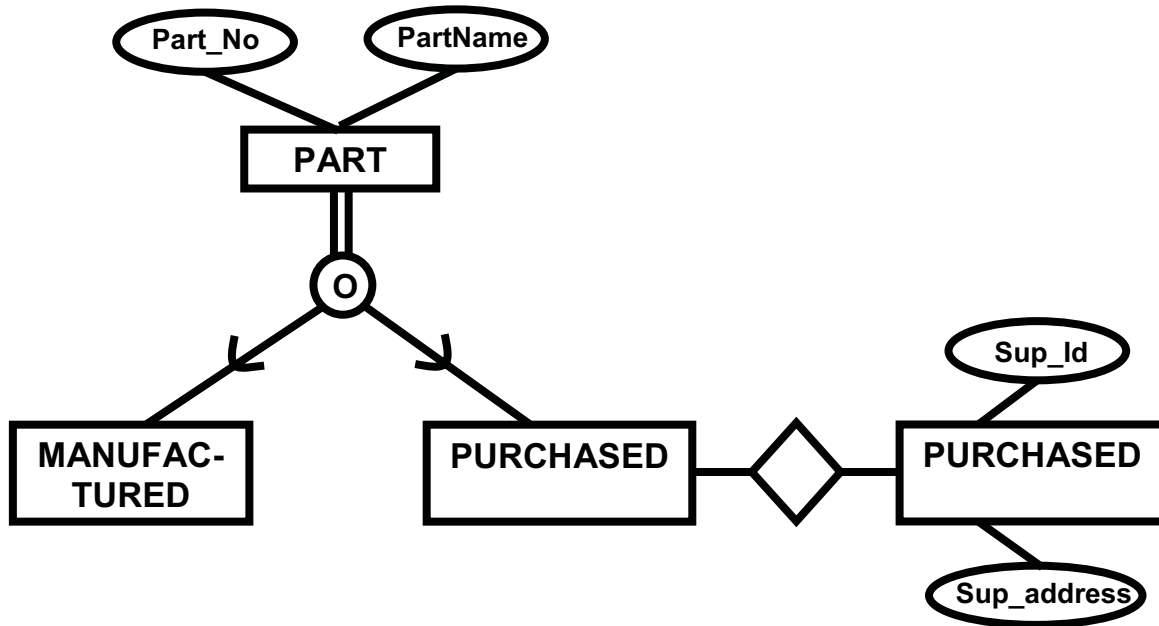 Part_No
PartName
PART
O
Sup_Id
MANUFAC-
TURED
PURCHASED
PURCHASED
Sup_address